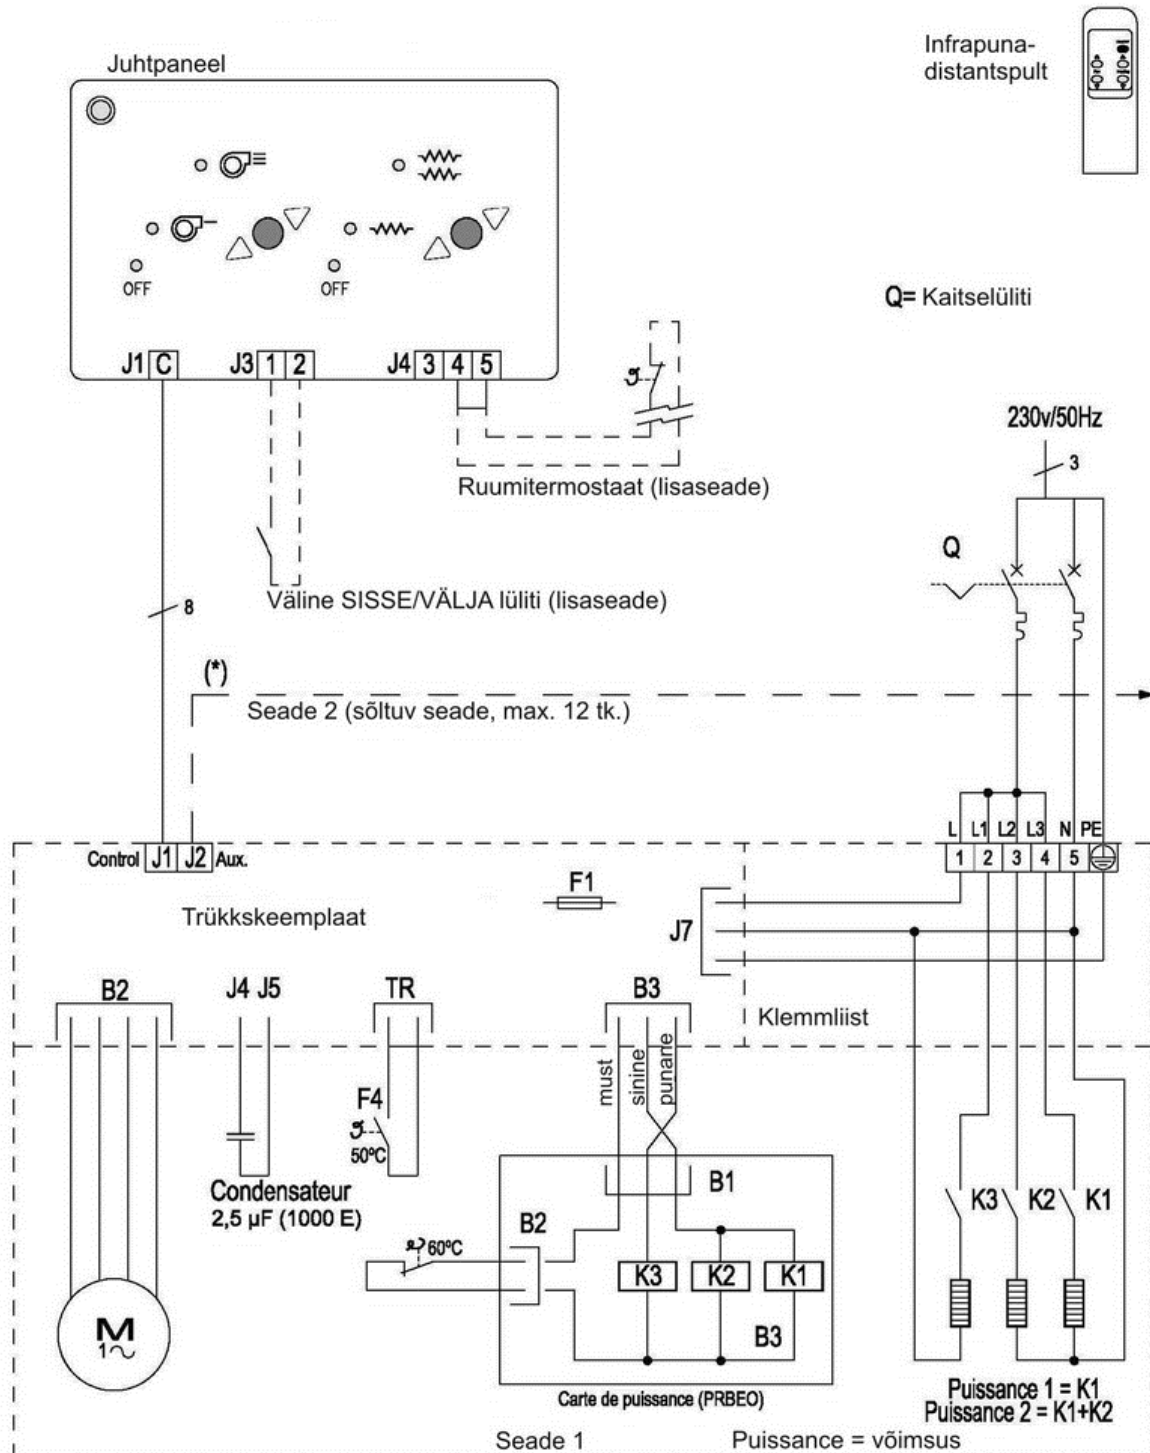 Juhtpaneel
Infrapuna-
distantspult
OFF
OFF
Q= Kaitselüliti
J1 C
J3 1 2
J4 3 4 5
230v/50Hz
3
Ruumitermostaat (lisaseade)
Q
8
Väline SISSE/VÄLJA lüliti (lisaseade)
(*)
Seade 2 (sõltuv seade, max. 12 tk.)
L L1 L2 L3 N PE
Control J1 J2 Aux.
1 2 3 4 5
F1
Trükkskeemplaat
J7
B2
J4 J5
TR
B3
Klemmliist
must
sinine
punane
F4
50ºC
Condensateur
2,5 µF (1000 E)
B1
B2
60ºC
K3 K2 K1
K3 K2 K1
B3
M
1
Carte de puissance (PRBEO)
Puissance 1 = K1
Puissance 2 = K1+K2
Seade 1
Puissance = võimsus